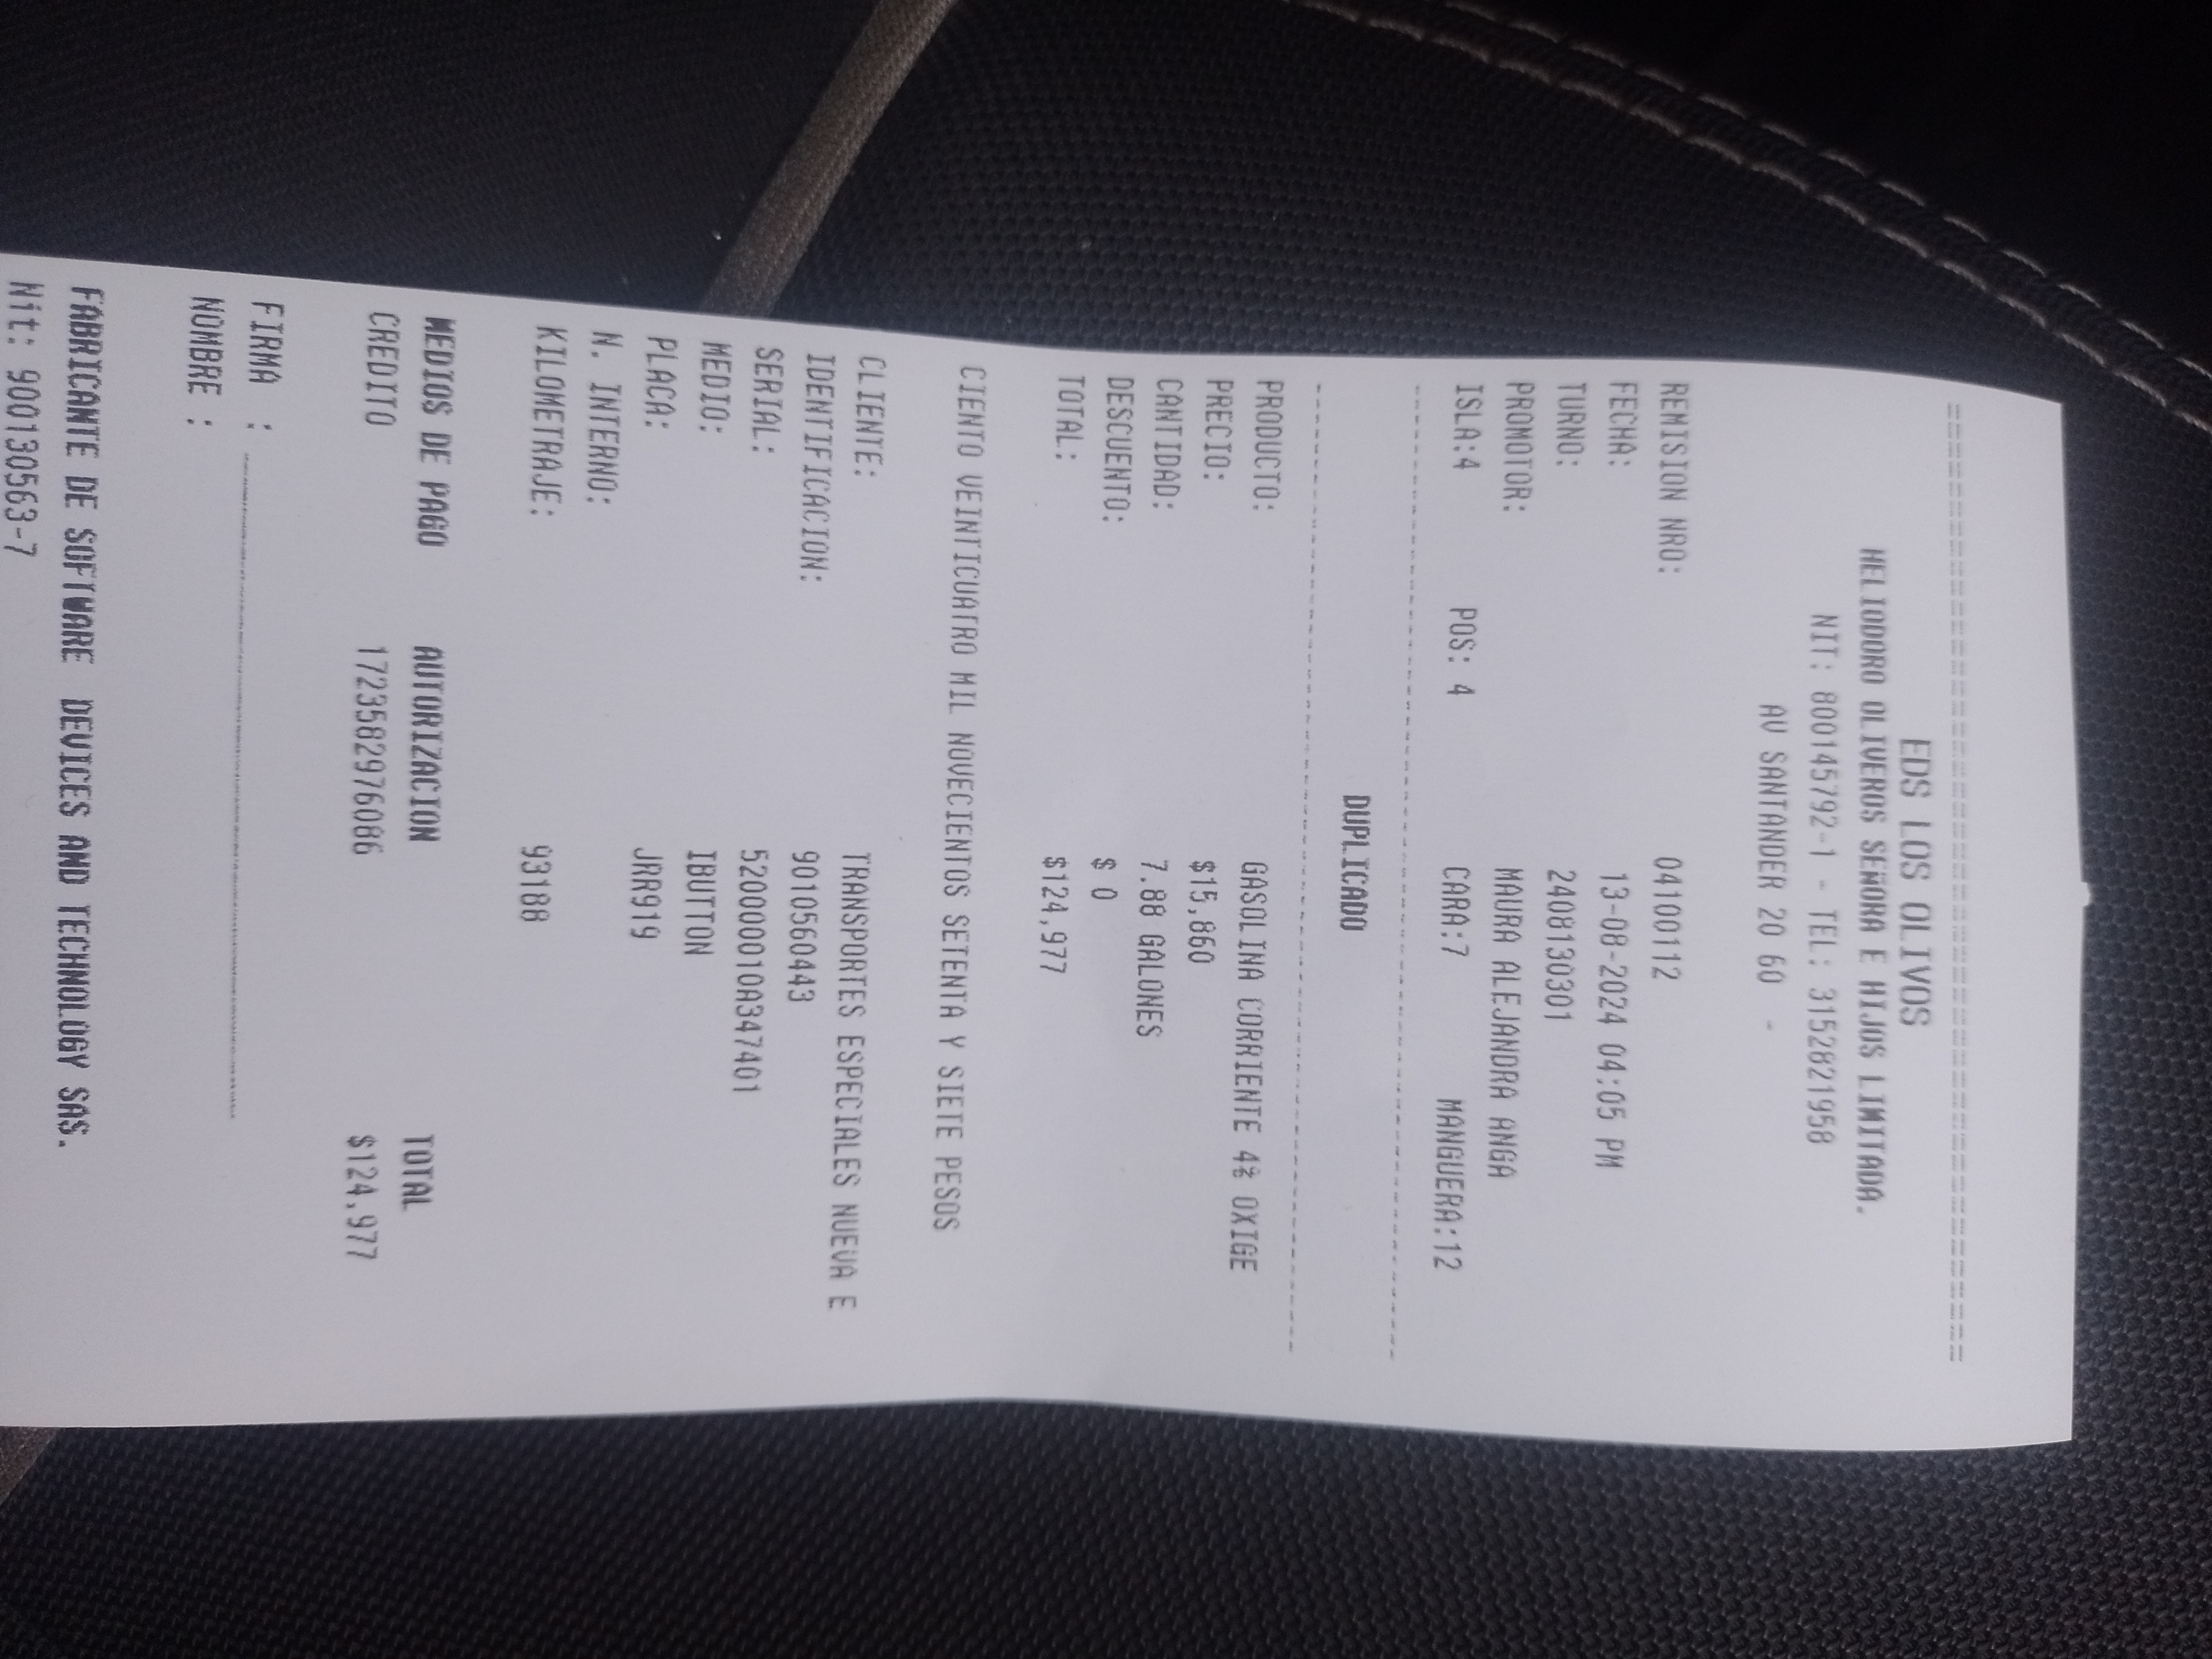 ================================================
EDS LOS OLIVOS
HELIODORO OLIVEROS SEÑORA E HIJOS LIMITADA.
NIT: 800145792-1 - TEL: 3152821958
AV SANTANDER 20 60 -
REMISION NRO: 04100112
FECHA: 13-08-2024 04:05 PM
TURNO: 2408130301
PROMOTOR: MAURA ALEJANDRA ANGA
ISLA:4 POS: 4 CARA:7 MANGUERA:12
DUPLICADO
PRODUCTO: GASOLINA CORRIENTE 4% OXIGE
PRECIO: $15,860
CANTIDAD: 7.88 GALONES
DESCUENTO: $ 0
TOTAL: $124,977
CIENTO VEINTICUATRO MIL NOVECIENTOS SETENTA Y SIETE PESOS
CLIENTE: TRANSPORTES ESPECIALES NUEVA E
IDENTIFICACION: 9010560443
SERIAL: 52000010A347401
MEDIO: IBUTTON
PLACA: JRR919
N. INTERNO:
KILOMETRAJE: 93188
MEDIOS DE PAGO AUTORIZACION TOTAL
CREDITO 1723582976086 $124,977
FIRMA :
NOMBRE :
FABRICANTE DE SOFTWARE DEVICES AND TECHNOLOGY SAS.
Nit: 900130563-7